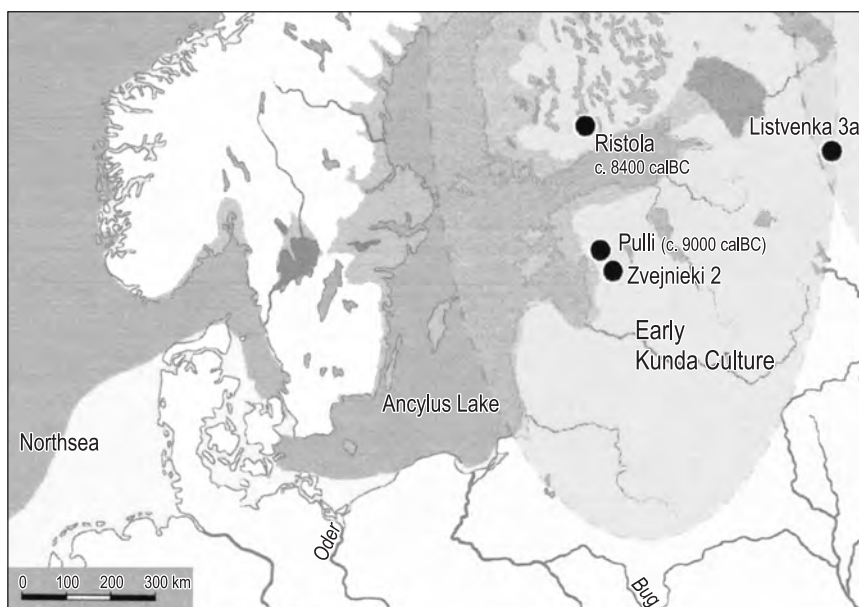 Ristola
c. 8400 calBC
Listvenka 3a
Pulli (c. 9000 calBC)
Zvejnieki 2
Early
Kunda Culture
Ancylus Lake
Northsea
Oder
Bug
0 100 200 300 km